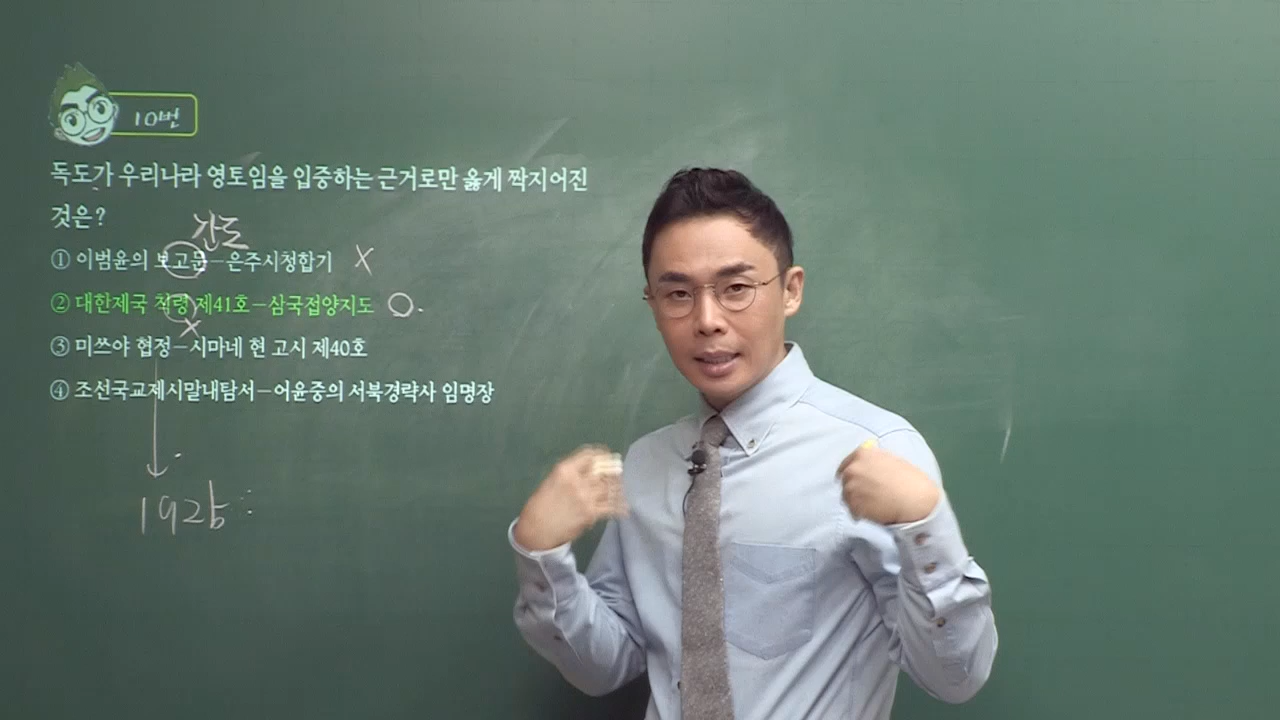 10번
독도가 우리나라 영토임을 입증하는 근거로만 옳게 짝지어진
것은?
간도
① 이범윤의 보고문-은주시청합기 X
② 대한제국 칙령 제41호-삼국접양지도 O.
X
③ 미쓰야 협정-시마네 현 고시 제40호
④ 조선국교제시말내탐서-어윤중의 서북경략사 임명장